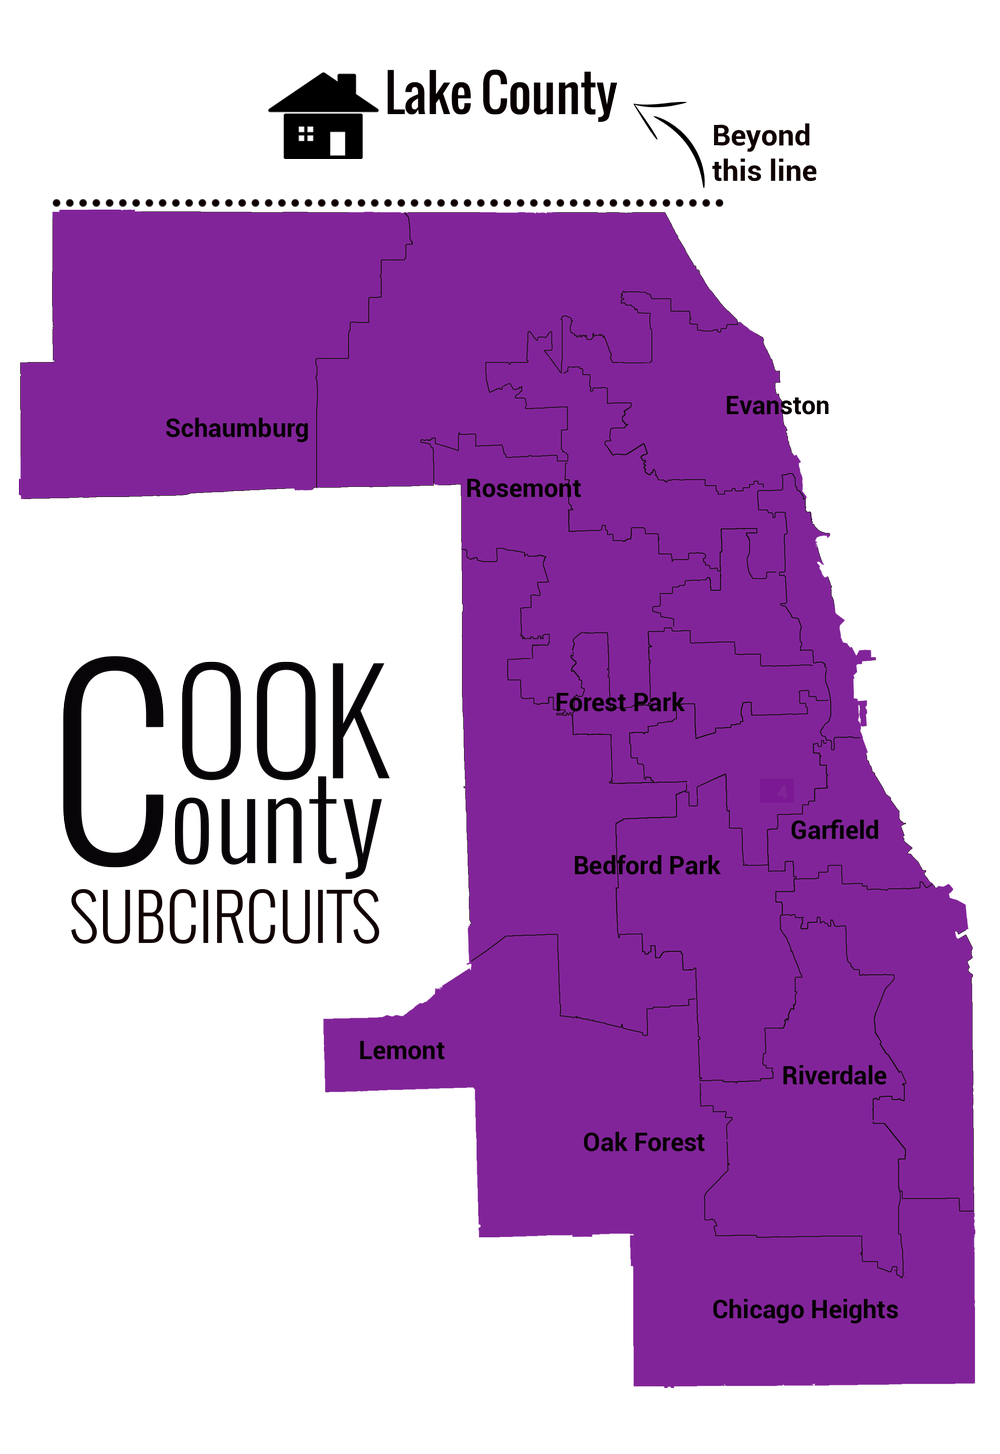 Lake County
Beyond
this line
Evanston
Schaumburg
Rosemont
COOK
County
SUBCIRCUITS
Forest Park
4
Garfield
Bedford Park
Lemont
Riverdale
Oak Forest
Chicago Heights